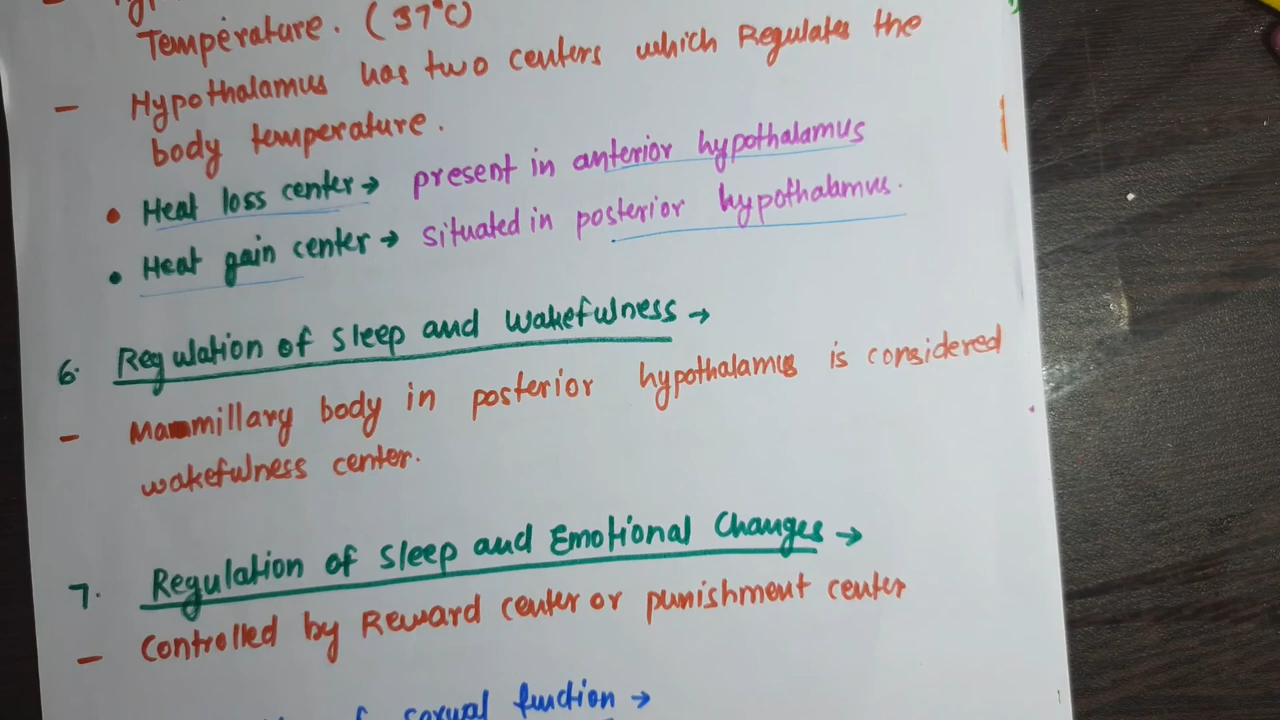 Temperature. (37°C)
- Hypothalamus has two centers which Regulates the
body temperature.
• Heat loss center → present in anterior hypothalamus
• Heat gain center → situated in posterior hypothalamus.
6. Regulation of Sleep and Wakefulness →
- Mammillary body in posterior hypothalamus is considered
wakefulness center.
7. Regulation of Sleep and Emotional Changes →
- Controlled by Reward center or punishment center
of sexual function →